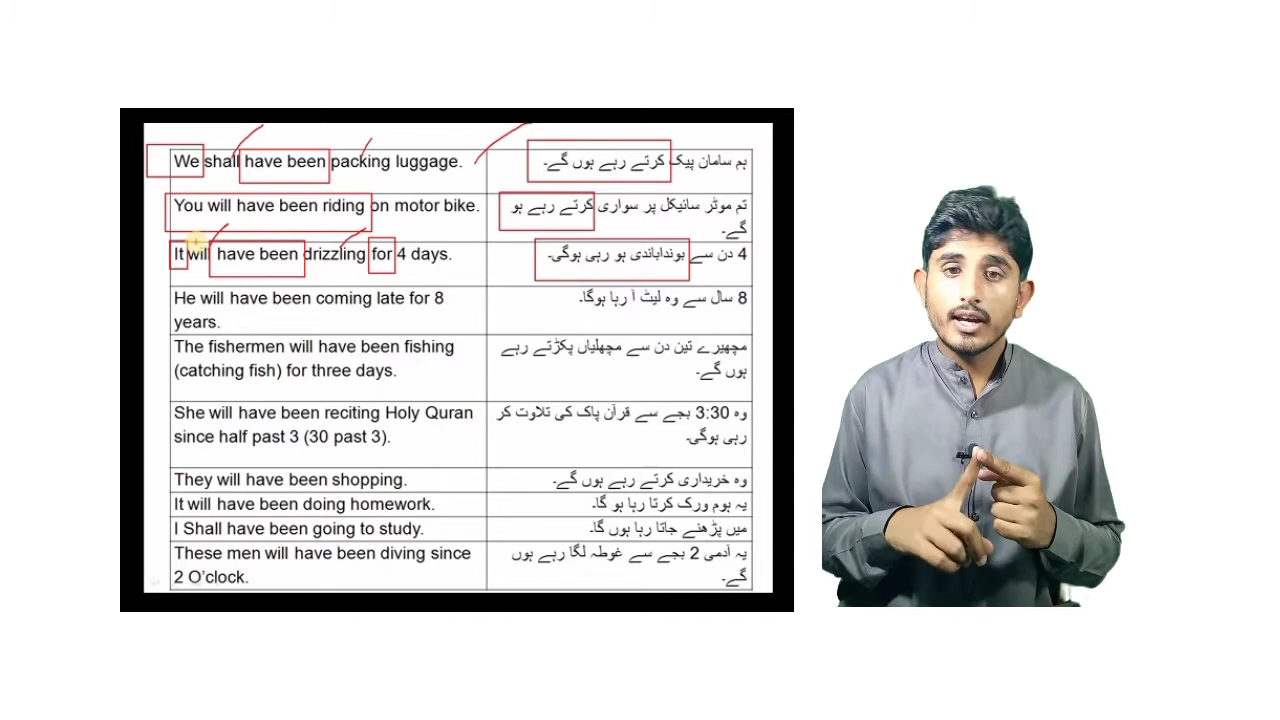 We shall have been packing luggage.
ہم سامان پیک کرتے رہے ہوں گے۔
You will have been riding on motor bike.
تم موٹر سائیکل پر سواری کرتے رہے ہو
گے۔
It will have been drizzling for 4 days.
4 دن سے بونداباندی ہو رہی ہوگی۔
He will have been coming late for 8
years.
8 سال سے وہ لیٹ آ رہا ہوگا۔
The fishermen will have been fishing
(catching fish) for three days.
مچھیرے تین دن سے مچھلیاں پکڑتے رہے
ہوں گے۔
She will have been reciting Holy Quran
since half past 3 (30 past 3).
وہ 3:30 بجے سے قرآن پاک کی تلاوت کر
رہی ہوگی۔
They will have been shopping.
وہ خریداری کرتے رہے ہوں گے۔
It will have been doing homework.
یہ ہوم ورک کرتا رہا ہو گا۔
I Shall have been going to study.
میں پڑھنے جاتا رہا ہوں گا۔
These men will have been diving since
2 O’clock.
یہ آدمی 2 بجے سے غوطہ لگا رہے ہوں
گے۔